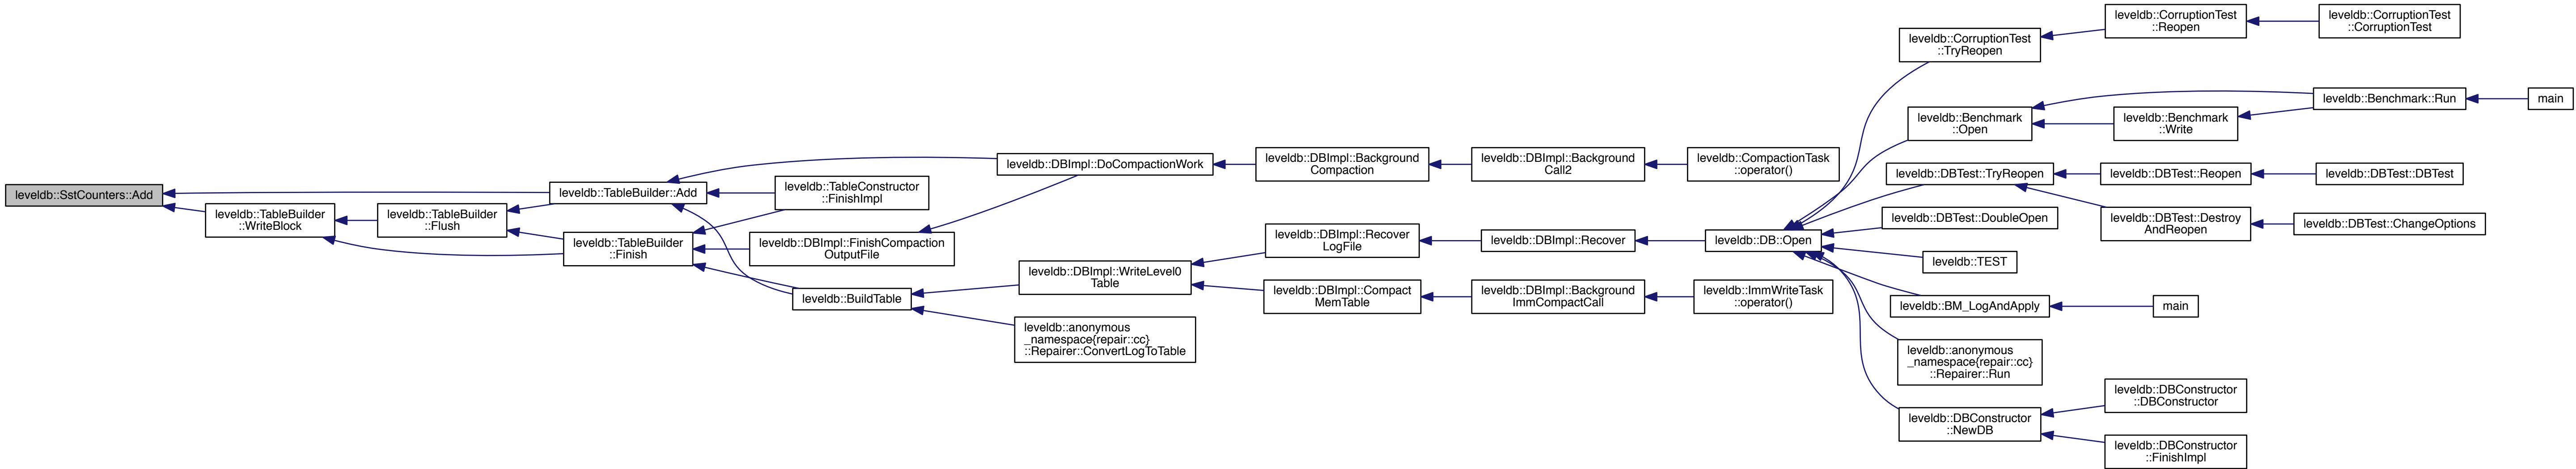 leveldb::SstCounters::Add
leveldb::TableBuilder
::WriteBlock
leveldb::TableBuilder
::Flush
leveldb::TableBuilder::Add
leveldb::TableBuilder
::Finish
leveldb::TableConstructor
::FinishImpl
leveldb::DBImpl::FinishCompaction
OutputFile
leveldb::BuildTable
leveldb::DBImpl::DoCompactionWork
leveldb::DBImpl::WriteLevel0
Table
leveldb::anonymous
_namespace{repair::cc}
::Repairer::ConvertLogToTable
leveldb::DBImpl::Background
Compaction
leveldb::DBImpl::Recover
LogFile
leveldb::DBImpl::Compact
MemTable
leveldb::DBImpl::Background
Call2
leveldb::DBImpl::Recover
leveldb::DBImpl::Background
ImmCompactCall
leveldb::CompactionTask
::operator()
leveldb::DB::Open
leveldb::ImmWriteTask
::operator()
leveldb::CorruptionTest
::TryReopen
leveldb::Benchmark
::Open
leveldb::DBTest::TryReopen
leveldb::DBTest::DoubleOpen
leveldb::TEST
leveldb::BM_LogAndApply
leveldb::anonymous
_namespace{repair::cc}
::Repairer::Run
leveldb::DBConstructor
::NewDB
leveldb::CorruptionTest
::Reopen
leveldb::Benchmark
::Write
leveldb::DBTest::Reopen
leveldb::DBTest::Destroy
AndReopen
main
leveldb::DBConstructor
::DBConstructor
leveldb::DBConstructor
::FinishImpl
leveldb::CorruptionTest
::CorruptionTest
leveldb::Benchmark::Run
leveldb::DBTest::DBTest
leveldb::DBTest::ChangeOptions
main